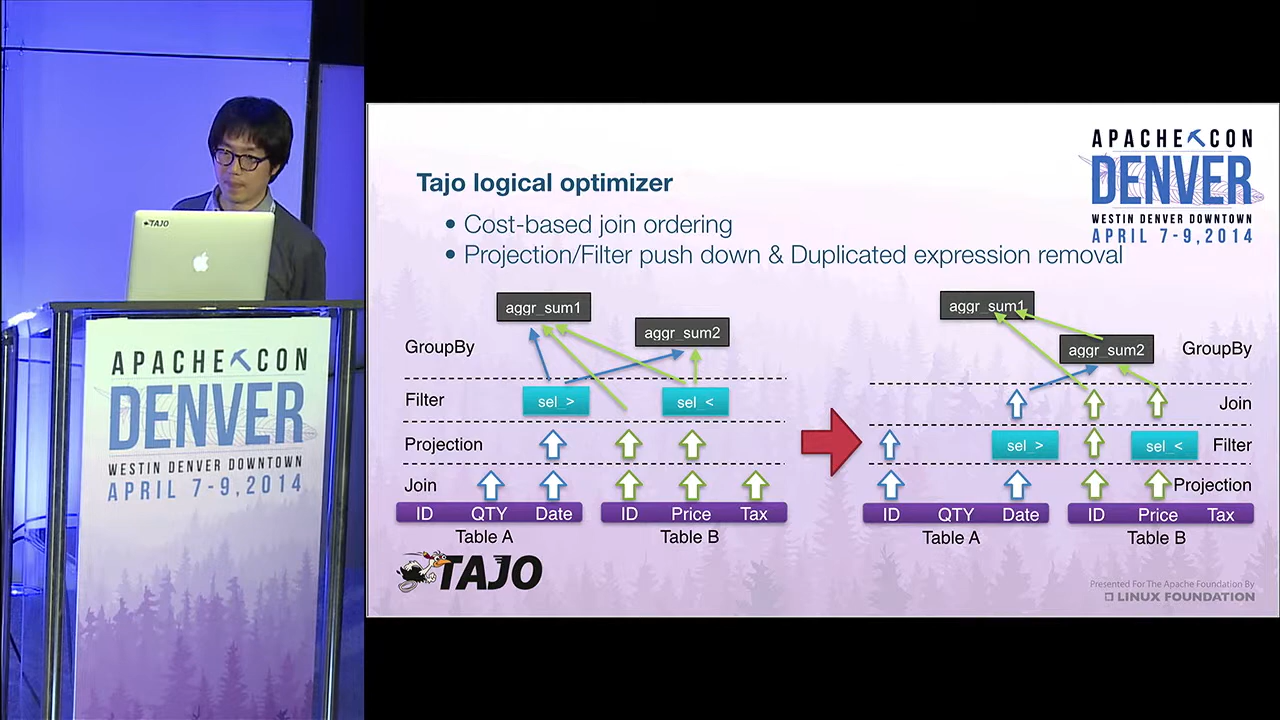 TAJO
APACHE CON
DENVER
WESTIN DENVER DOWNTOWN
APRIL 7-9,2014
APACHE CON
DENVER
WESTIN DENVER DOWNTOWN
APRIL 7-9,2014
Tajo logical optimizer
• Cost-based join ordering
• Projection/Filter push down & Duplicated expression removal
aggr_sum1
aggr_sum2
GroupBy
Filter
sel_>
sel_<
Projection
Join
ID QTY Date ID Price Tax
Table A Table B
aggr_sum1
aggr_sum2
GroupBy
Join
sel_>
sel_<
Filter
Projection
ID QTY Date ID Price Tax
Table A Table B
TAJO
Presented For The Apache Foundation By
LINUX FOUNDATION